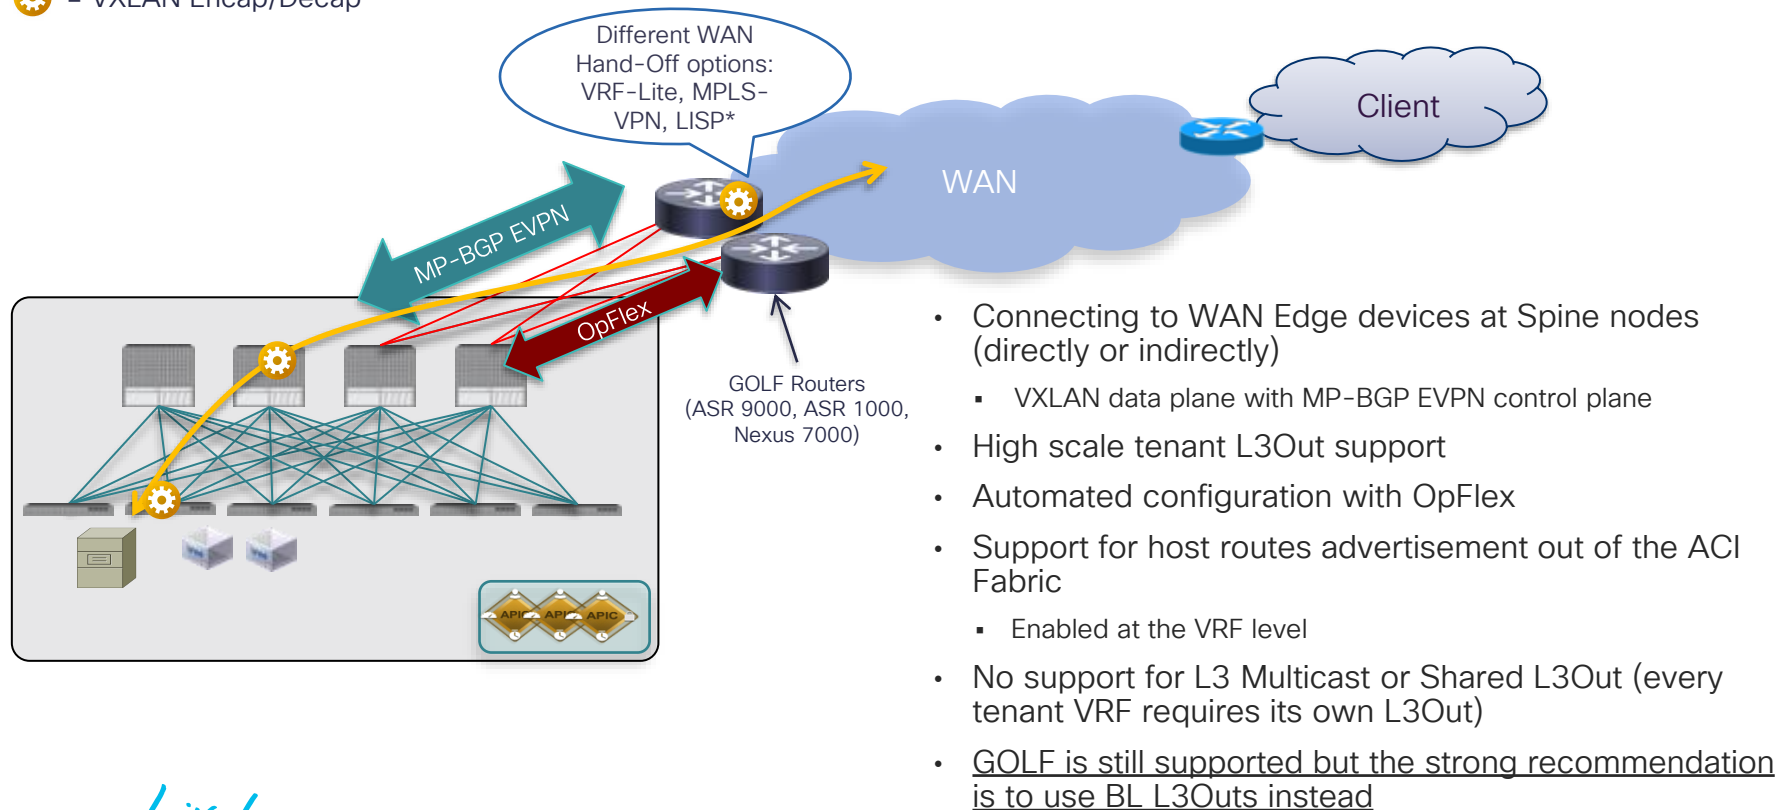 = VXLAN Encap/Decap
Different WAN
Hand-Off options:
VRF-Lite, MPLS-
VPN, LISP*
Client
WAN
MP-BGP EVPN
OpFlex
GOLF Routers
(ASR 9000, ASR 1000,
Nexus 7000)
VM VM
APIC APIC APIC
• Connecting to WAN Edge devices at Spine nodes
(directly or indirectly)
▪ VXLAN data plane with MP-BGP EVPN control plane
• High scale tenant L3Out support
• Automated configuration with OpFlex
• Support for host routes advertisement out of the ACI
Fabric
▪ Enabled at the VRF level
• No support for L3 Multicast or Shared L3Out (every
tenant VRF requires its own L3Out)
• GOLF is still supported but the strong recommendation
is to use BL L3Outs instead